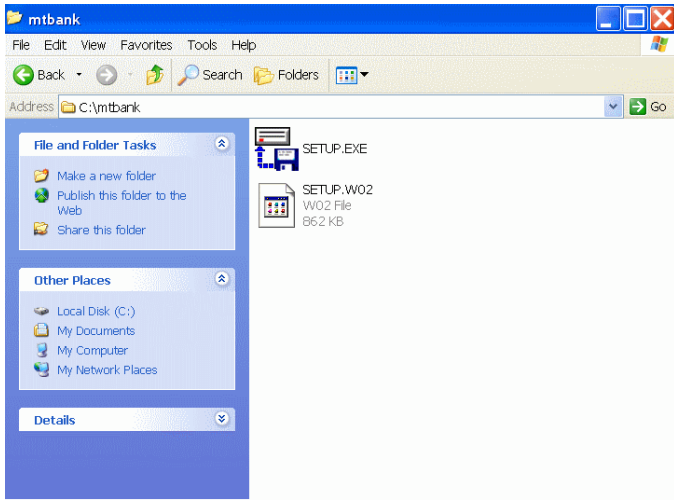 mtbank
File Edit View Favorites Tools Help
Back Search Folders
Address C:\mtbank Go
File and Folder Tasks
Make a new folder
Publish this folder to the
Web
Share this folder
Other Places
Local Disk (C:)
My Documents
My Computer
My Network Places
Details
SETUP.EXE
SETUP.W02
W02 File
862 KB